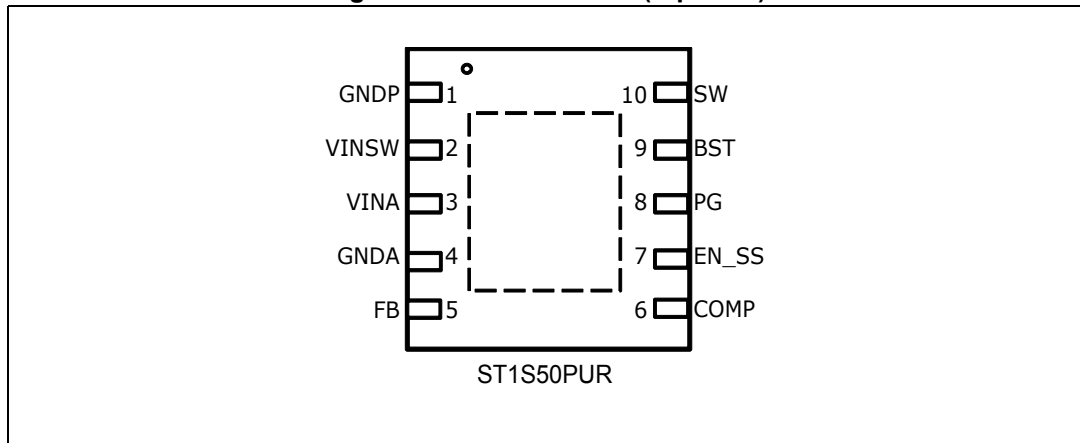 GNDP 1 10 SW
VINSW 2 9 BST
VINA 3 8 PG
GNDA 4 7 EN_SS
FB 5 6 COMP
ST1S50PUR